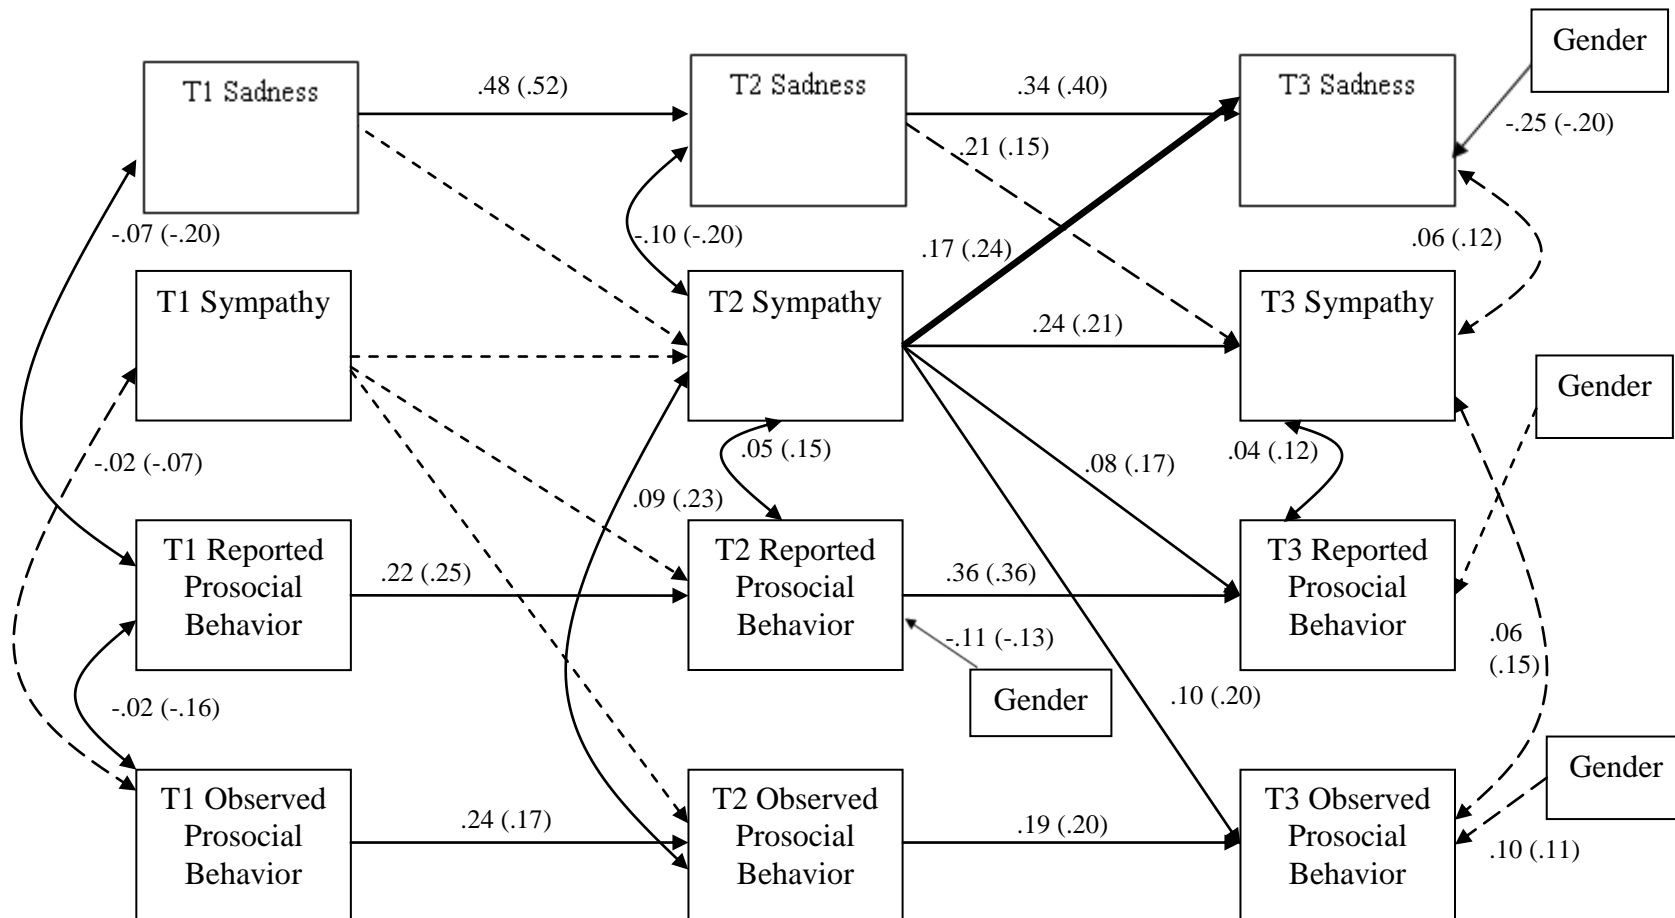 Gender
T1 Sadness
.48 (.52)
T2 Sadness
.34 (.40)
T3 Sadness
-.25 (-.20)
.21 (.15)
-.07 (-.20)
-.10 (-.20)
.17 (.24)
.06 (.12)
T1 Sympathy
T2 Sympathy
.24 (.21)
T3 Sympathy
Gender
-.02 (-.07)
.05 (.15)
.08 (.17)
.04 (.12)
.09 (.23)
T1 Reported
Prosocial
Behavior
.22 (.25)
T2 Reported
Prosocial
Behavior
.36 (.36)
T3 Reported
Prosocial
Behavior
-.11 (-.13)
.06
(.15)
Gender
-.02 (-.16)
.10 (.20)
Gender
T1 Observed
Prosocial
Behavior
.24 (.17)
T2 Observed
Prosocial
Behavior
.19 (.20)
T3 Observed
Prosocial
Behavior
.10 (.11)